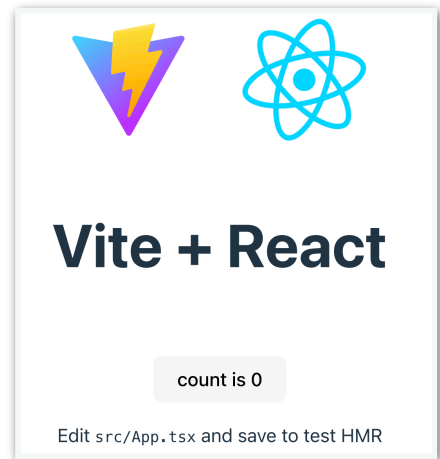 Vite + React
count is 0
Edit src/App.tsx and save to test HMR